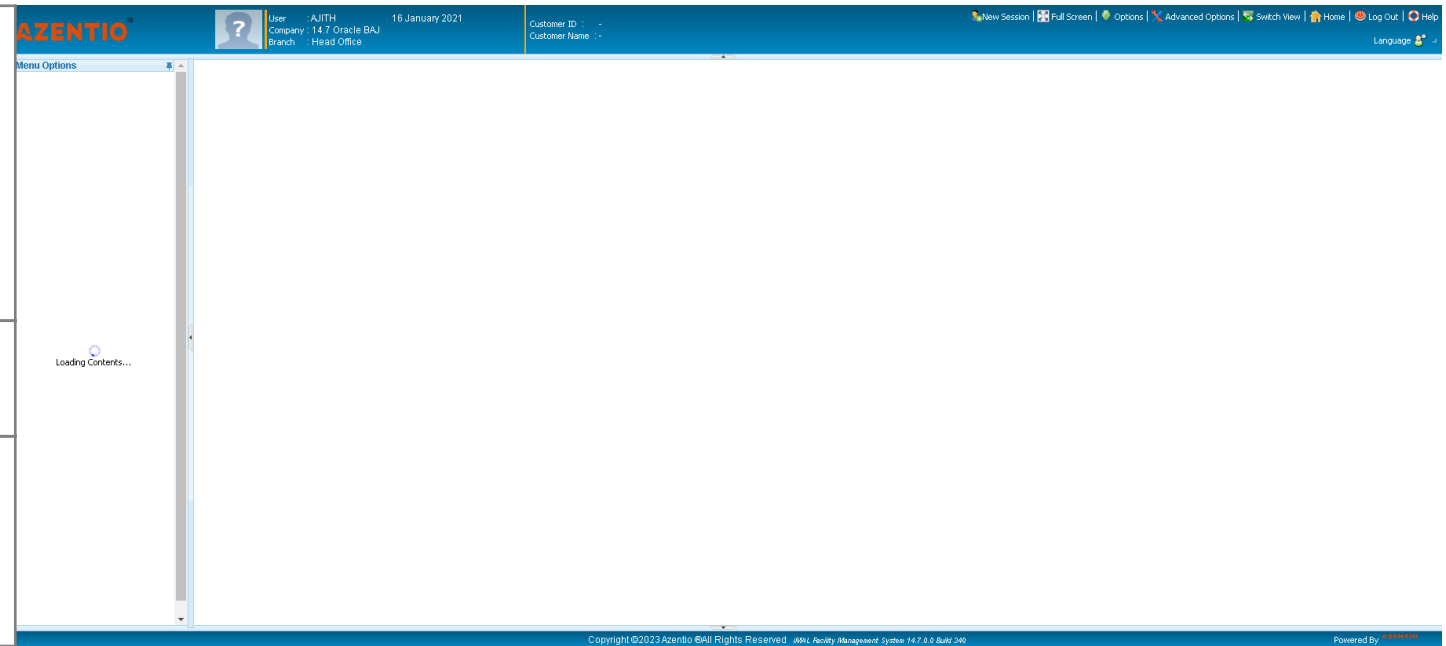 AZENTIO™
User : AJITH 16 January 2021
Company : 14.7 Oracle BAJ
Branch : Head Office
Customer ID : -
Customer Name : -
New Session | Full Screen | Options | Advanced Options | Switch View | Home | Log Out | Help
Language
Menu Options
Loading Contents...
Copyright ©2023 Azentio ®All Rights Reserved iMAL Facility Management System 14.7.0.0 Build 340
Powered By AZENTIO